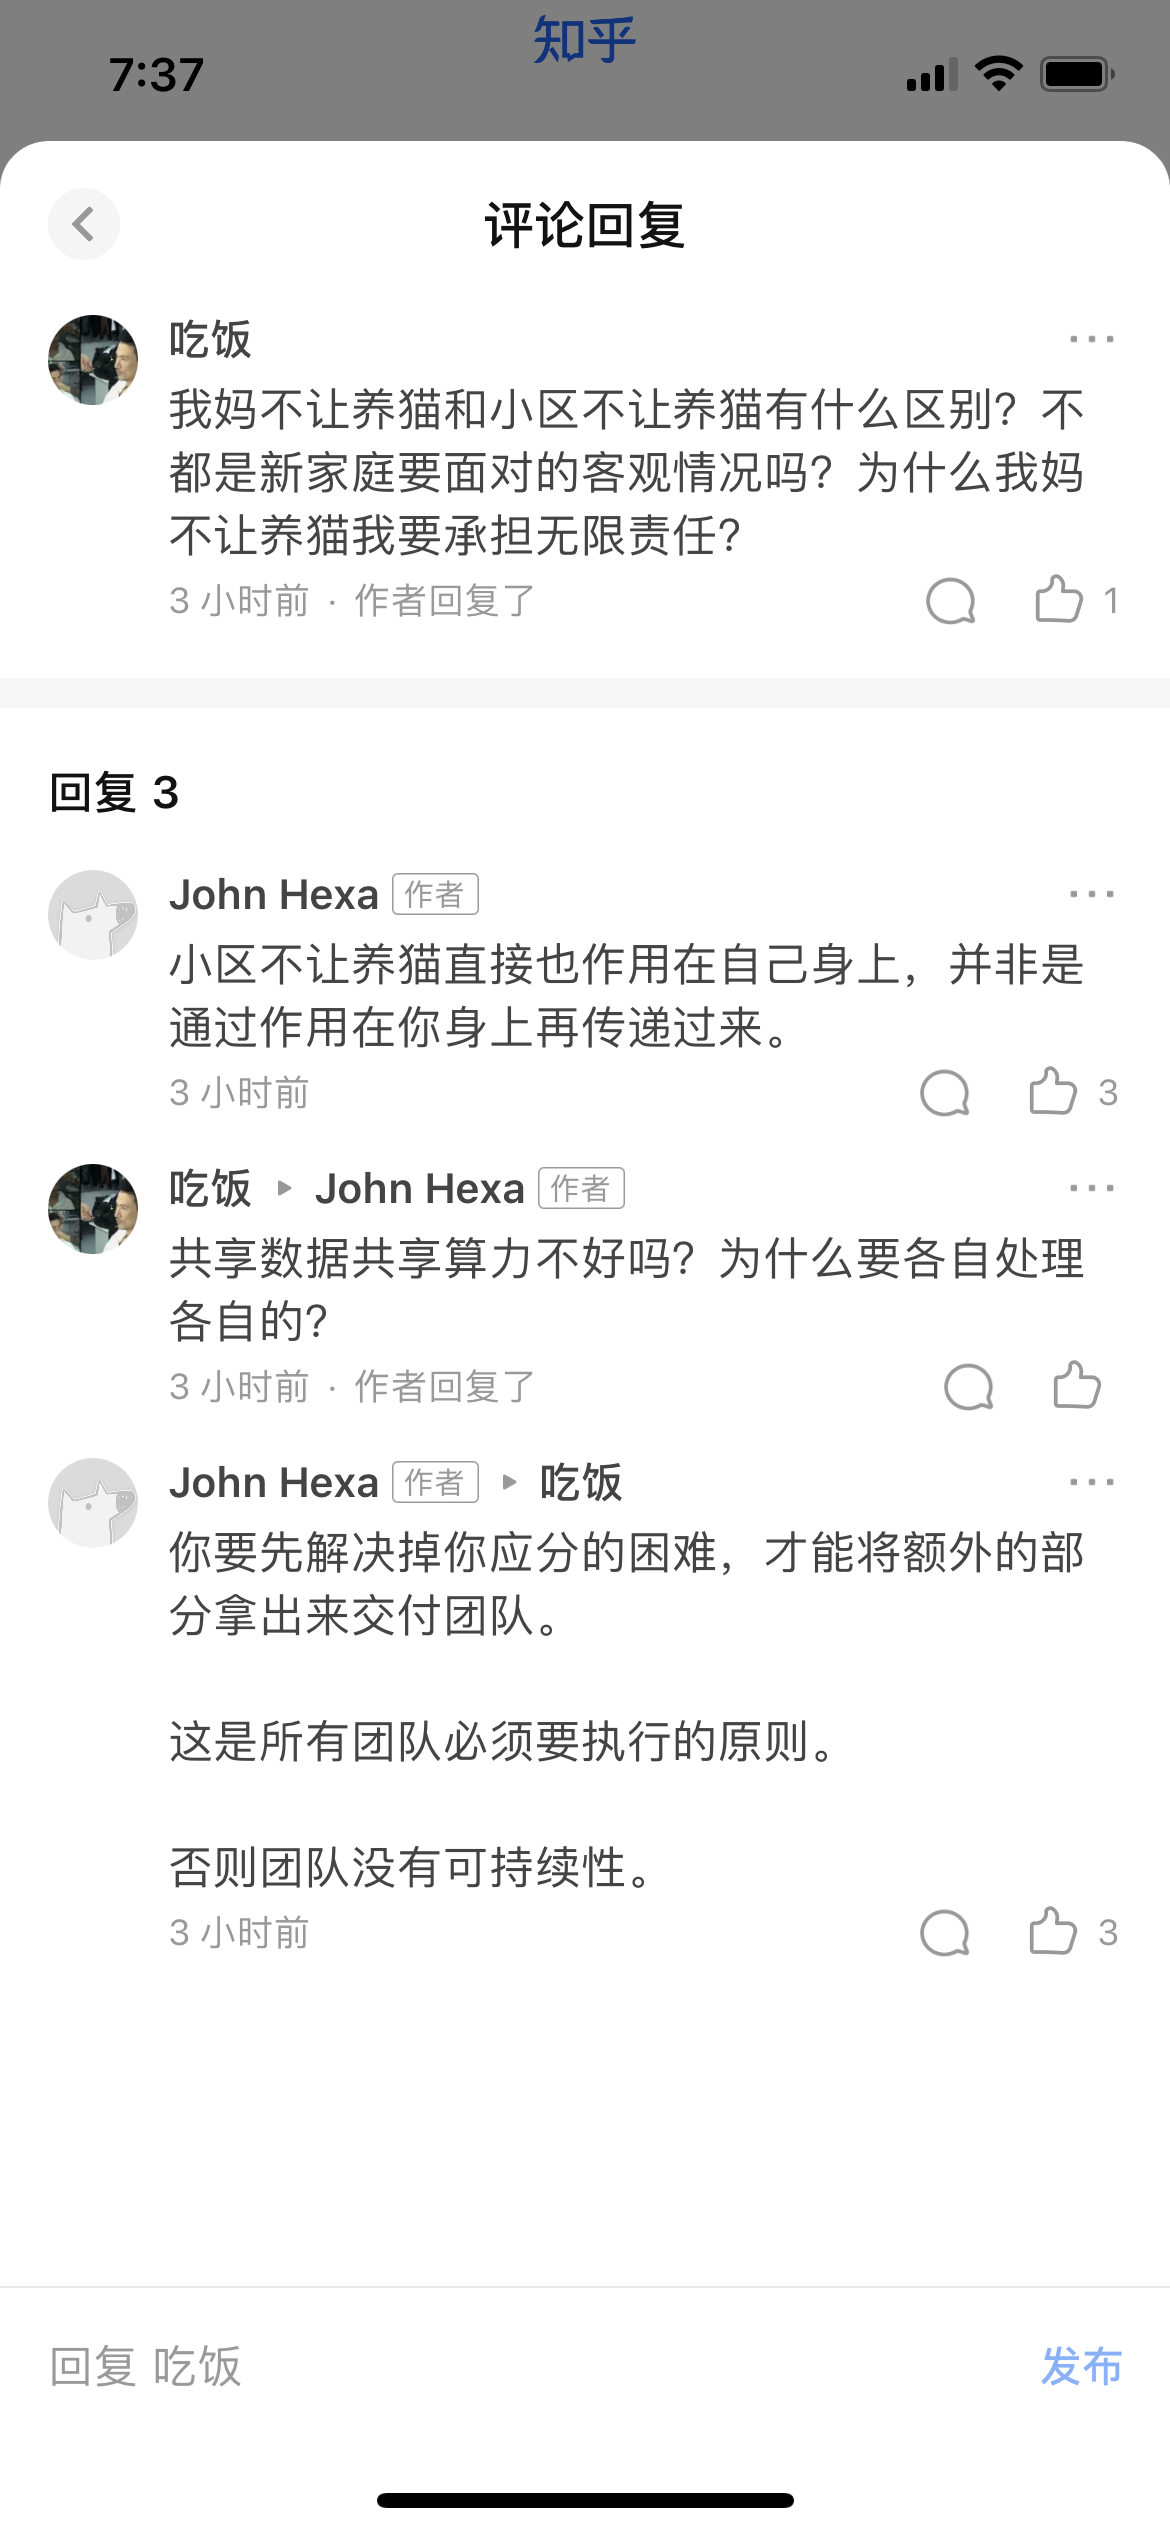 知乎
7:37
评论回复
吃饭
我妈不让养猫和小区不让养猫有什么区别？不
都是新家庭要面对的客观情况吗？为什么我妈
不让养猫我要承担无限责任？
3 小时前 · 作者回复了
1
回复 3
John Hexa 作者
小区不让养猫直接也作用在自己身上，并非是
通过作用在你身上再传递过来。
3 小时前
3
吃饭 ▸ John Hexa 作者
共享数据共享算力不好吗？为什么要各自处理
各自的？
3 小时前 · 作者回复了
John Hexa 作者 ▸ 吃饭
你要先解决掉你应分的困难，才能将额外的部
分拿出来交付团队。
这是所有团队必须要执行的原则。
否则团队没有可持续性。
3 小时前
3
回复 吃饭
发布